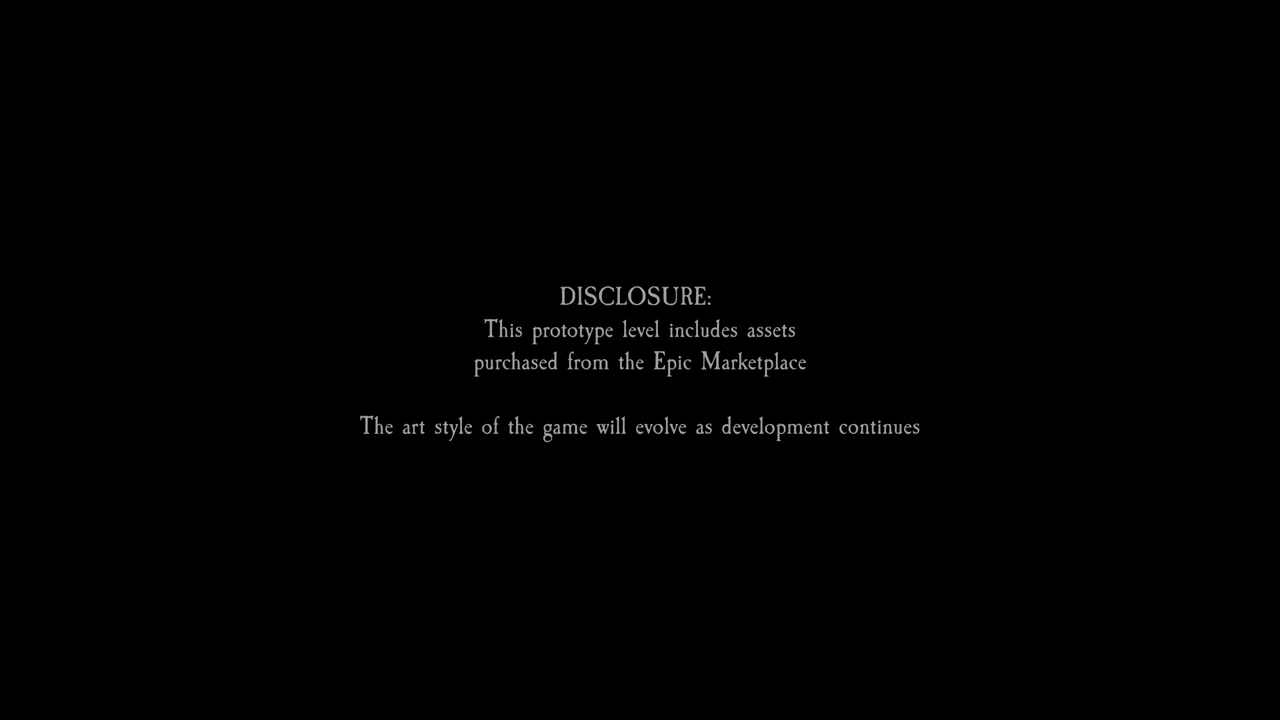 DISCLOSURE:
This prototype level includes assets
purchased from the Epic Marketplace
The art style of the game will evolve as development continues